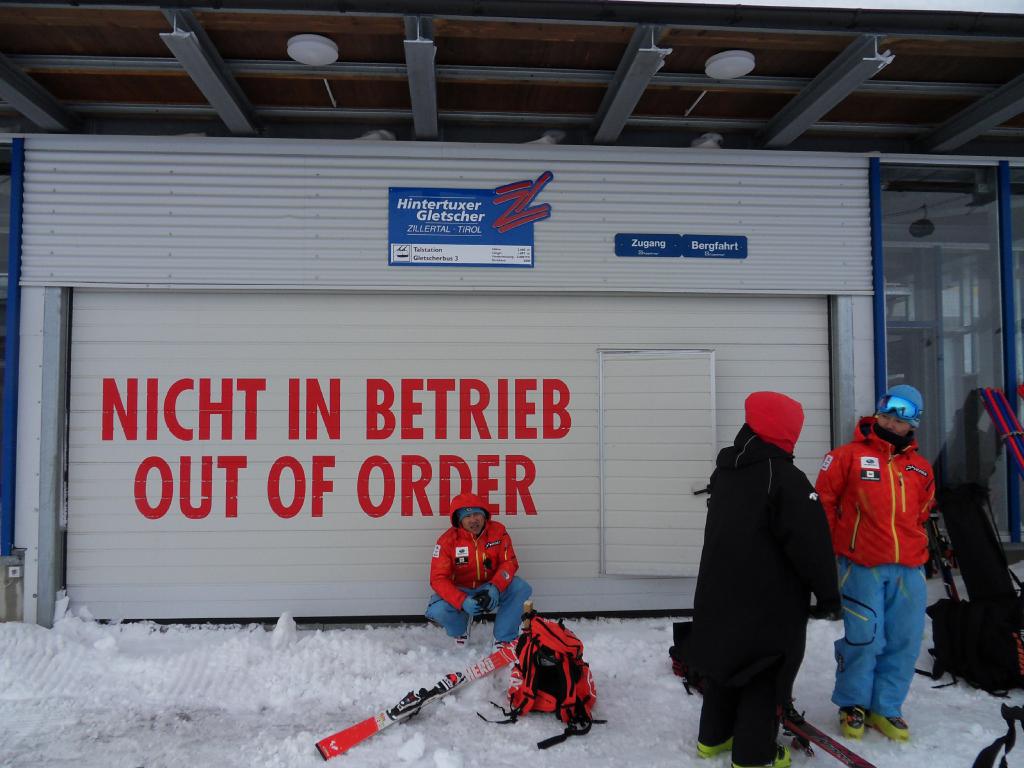 Hintertuxer
Gletscher
ZILLERTAL · TIROL
Talstation
Gletscherbus 3
Zugang Bergfahrt
NICHT IN BETRIEB
OUT OF ORDER